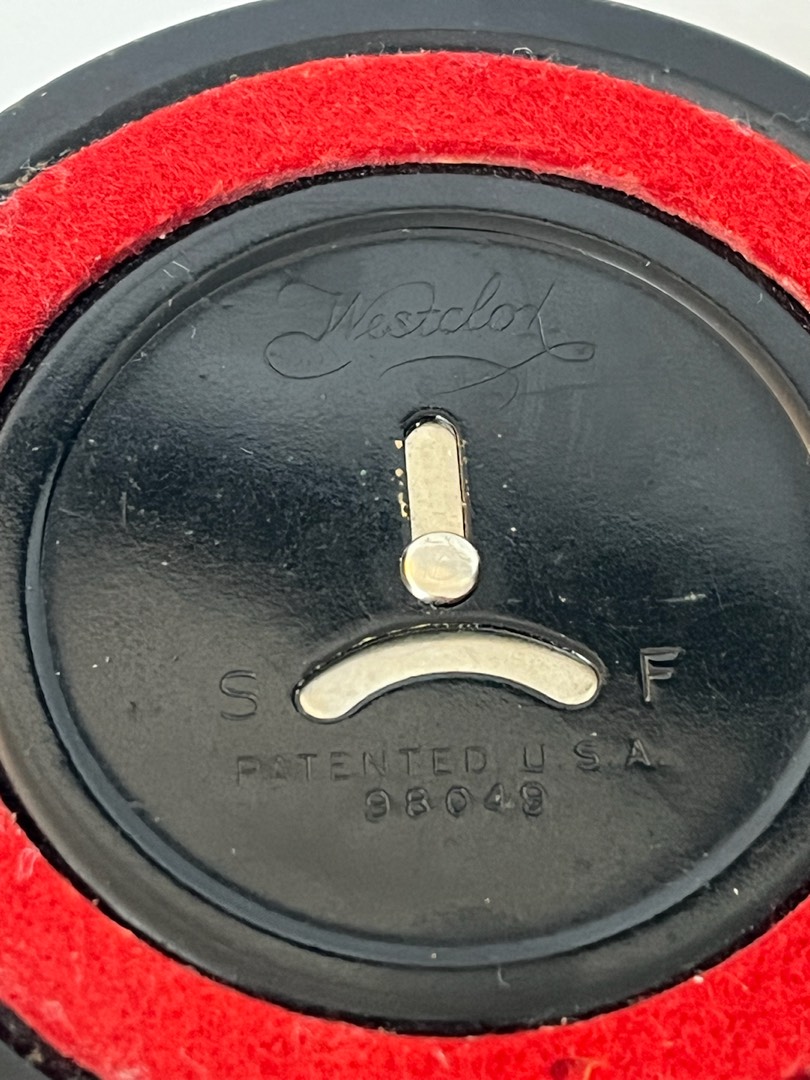 Westclox
S F
PATENTED U.S.A.
98049